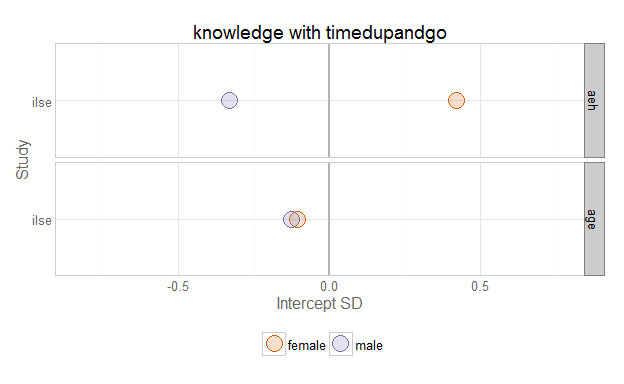 knowledge with timedupandgo
Study
ilse
aeh
ilse
age
-0.5
0.0
0.5
Intercept SD
female
male